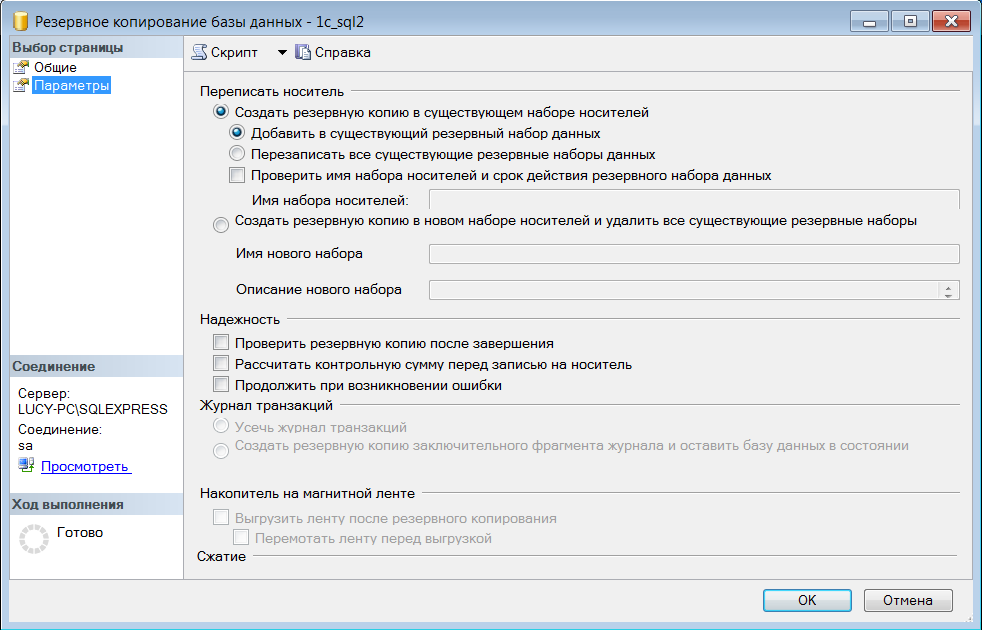 Резервное копирование базы данных - 1c_sql2
Выбор страницы
Общие
Параметры
Скрипт
Справка
Переписать носитель
Создать резервную копию в существующем наборе носителей
Добавить в существующий резервный набор данных
Перезаписать все существующие резервные наборы данных
Проверить имя набора носителей и срок действия резервного набора данных
Имя набора носителей:
Создать резервную копию в новом наборе носителей и удалить все существующие резервные наборы
Имя нового набора
Описание нового набора
Надежность
Проверить резервную копию после завершения
Рассчитать контрольную сумму перед записью на носитель
Продолжить при возникновении ошибки
Журнал транзакций
Усечь журнал транзакций
Создать резервную копию заключительного фрагмента журнала и оставить базу данных в состоянии
Накопитель на магнитной ленте
Выгрузить ленту после резервного копирования
Перемотать ленту перед выгрузкой
Сжатие
Соединение
Сервер:
LUCY-PC\SQLEXPRESS
Соединение:
sa
Просмотреть
Ход выполнения
Готово
OK
Отмена